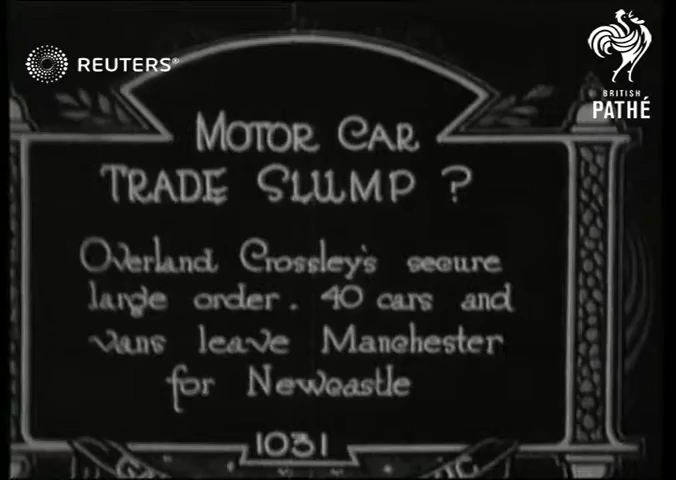 REUTERS®
BRITISH
PATHÉ
MOTOR CAR
TRADE SLUMP ?
Overland Crossley's secure
large order. 40 cars and
vans leave Manchester
for Newcastle
1031